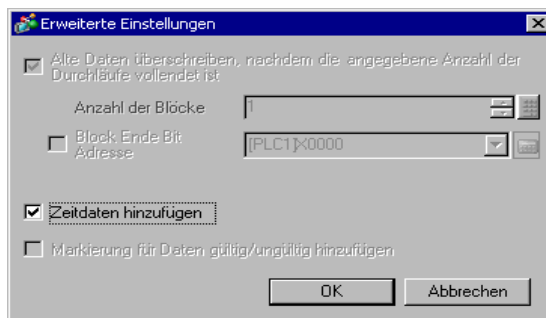 Erweiterte Einstellungen
Alte Daten überschreiben, nachdem die angegebene Anzahl der
Durchläufe vollendet ist
Anzahl der Blöcke 1
Block Ende Bit
Adresse
[PLC1]X0000
Zeitdaten hinzufügen
Markierung für Daten gültig/ungültig hinzufügen
OK Abbrechen